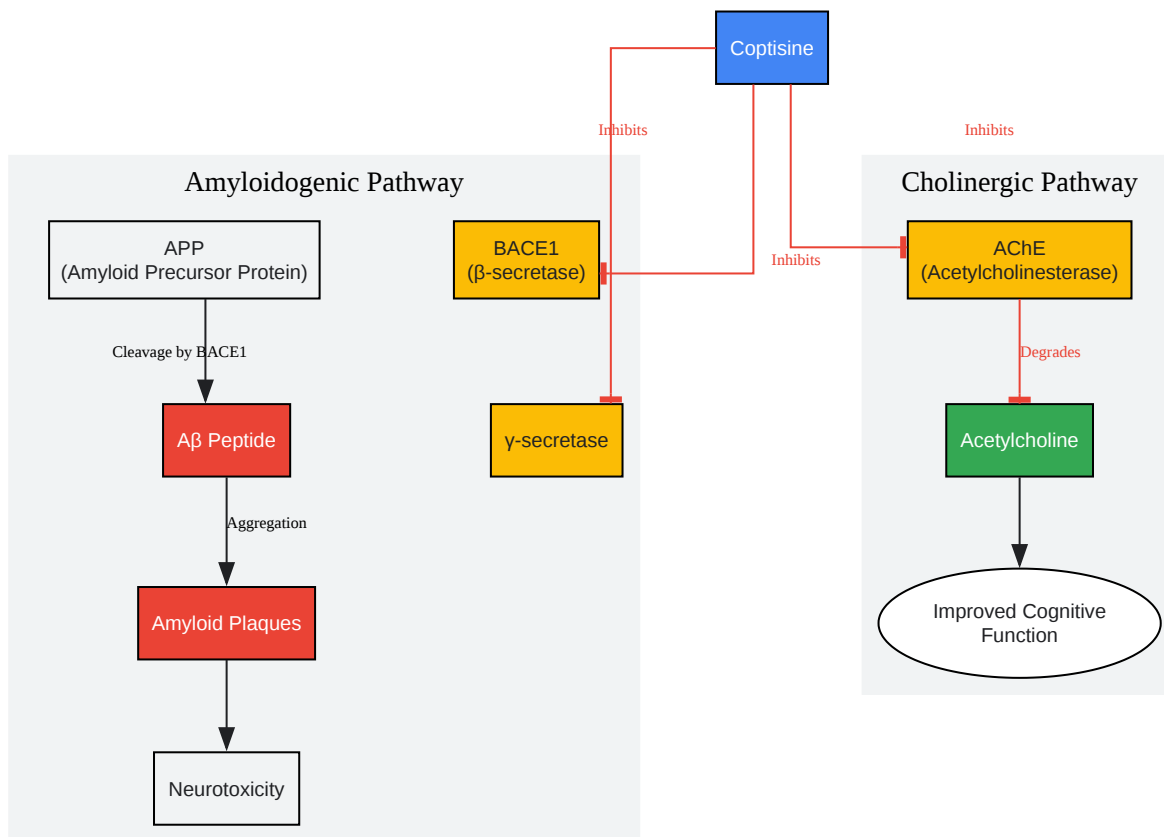 Coptisine
Inhibits
Inhibits
Amyloidogenic Pathway
Cholinergic Pathway
APP
(Amyloid Precursor Protein)
BACE1
(β-secretase)
Inhibits
AChE
(Acetylcholinesterase)
Cleavage by BACE1
Degrades
Aβ Peptide
γ-secretase
Acetylcholine
Aggregation
Amyloid Plaques
Improved Cognitive
Function
Neurotoxicity